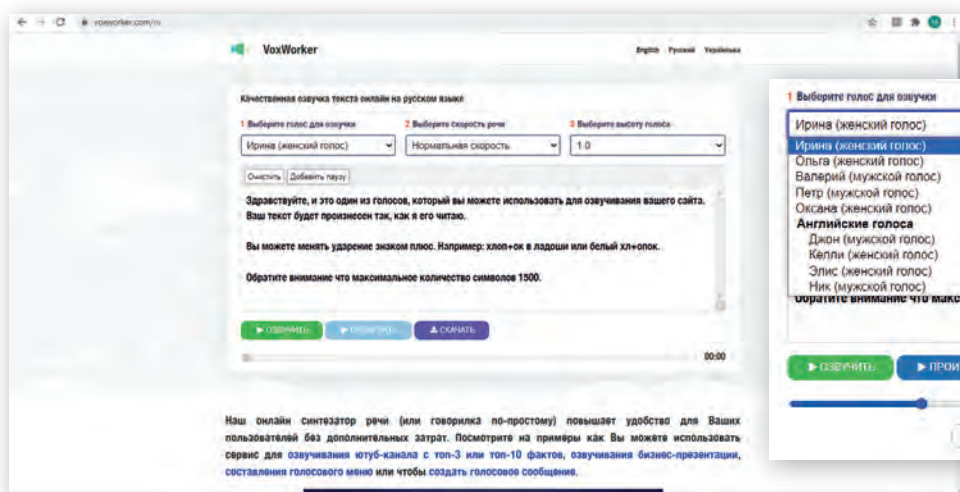 voxworker.com/ru
VoxWorker
English Русский Українська
Качественная озвучка текста онлайн на русском языке
1 Выберите голос для озвучки
2 Выберите скорость речи
3 Выберите высоту голоса
Ирина (женский голос)
Нормальная скорость
1.0
Очистить
Добавить паузу
Здравствуйте, и это один из голосов, который вы можете использовать для озвучивания вашего сайта.
Ваш текст будет произнесен так, как я его читаю.
Вы можете менять ударение знаком плюс. Например: хлоп+ок в ладоши или белый хл+опок.
Обратите внимание что максимальное количество символов 1500.
ОЗВУЧИТЬ
СКАЧАТЬ
00:00
Наш онлайн синтезатор речи (или говорилка по-простому) повышает удобство для Ваших
пользователей без дополнительных затрат. Посмотрите на примеры как Вы можете использовать
сервис для озвучивания ютуб-канала с топ-3 или топ-10 фактов, озвучивания бизнес-презентации,
составления голосового меню или чтобы создать голосовое сообщение.
1 Выберите голос для озвучки
Ирина (женский голос)
Ирина (женский голос)
Ольга (женский голос)
Валерий (мужской голос)
Петр (мужской голос)
Оксана (женский голос)
Английские голоса
Джон (мужской голос)
Келли (женский голос)
Элис (женский голос)
Ник (мужской голос)
Обратите внимание что макс
ОЗВУЧИТЬ
ПРОИ